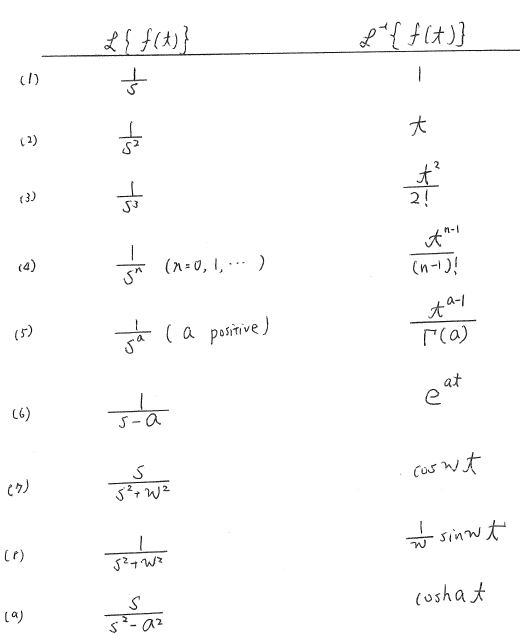 ℒ{f(t)} ℒ⁻¹{f(t)}
(1) 1/s 1
(2) 1/s² t
(3) 1/s³ t²/2!
(4) 1/sⁿ (n=0, 1, ⋯ ) tⁿ⁻¹/(n-1)!
(5) 1/sᵃ ( a positive) tᵃ⁻¹/Γ(a)
(6) 1/(s-a) eᵃᵗ
(7) s/(s²+w²) cos wt
(8) 1/(s²+w²) 1/w sin wt
(9) s/(s²-a²) cosh at